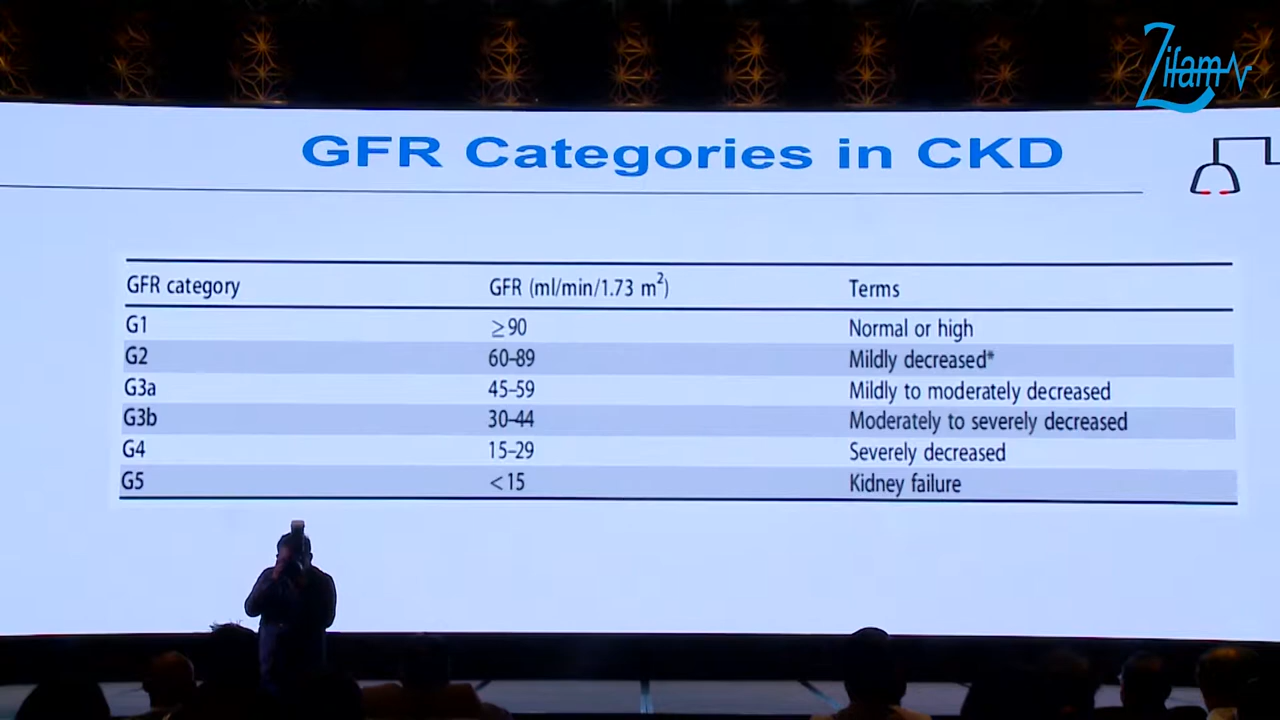 Zifam
GFR Categories in CKD
GFR category GFR (ml/min/1.73 m²) Terms
G1 ≥90 Normal or high
G2 60–89 Mildly decreased*
G3a 45–59 Mildly to moderately decreased
G3b 30–44 Moderately to severely decreased
G4 15–29 Severely decreased
G5 <15 Kidney failure